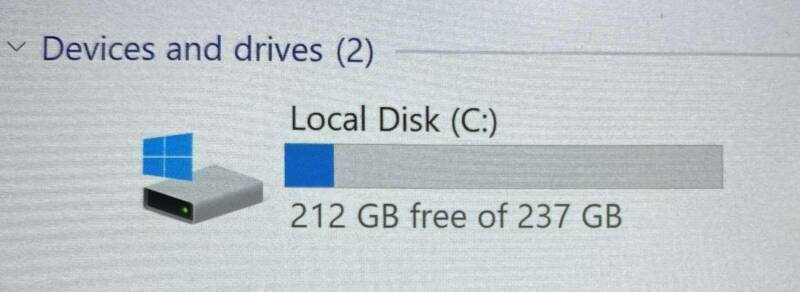 Devices and drives (2)
Local Disk (C:)
212 GB free of 237 GB